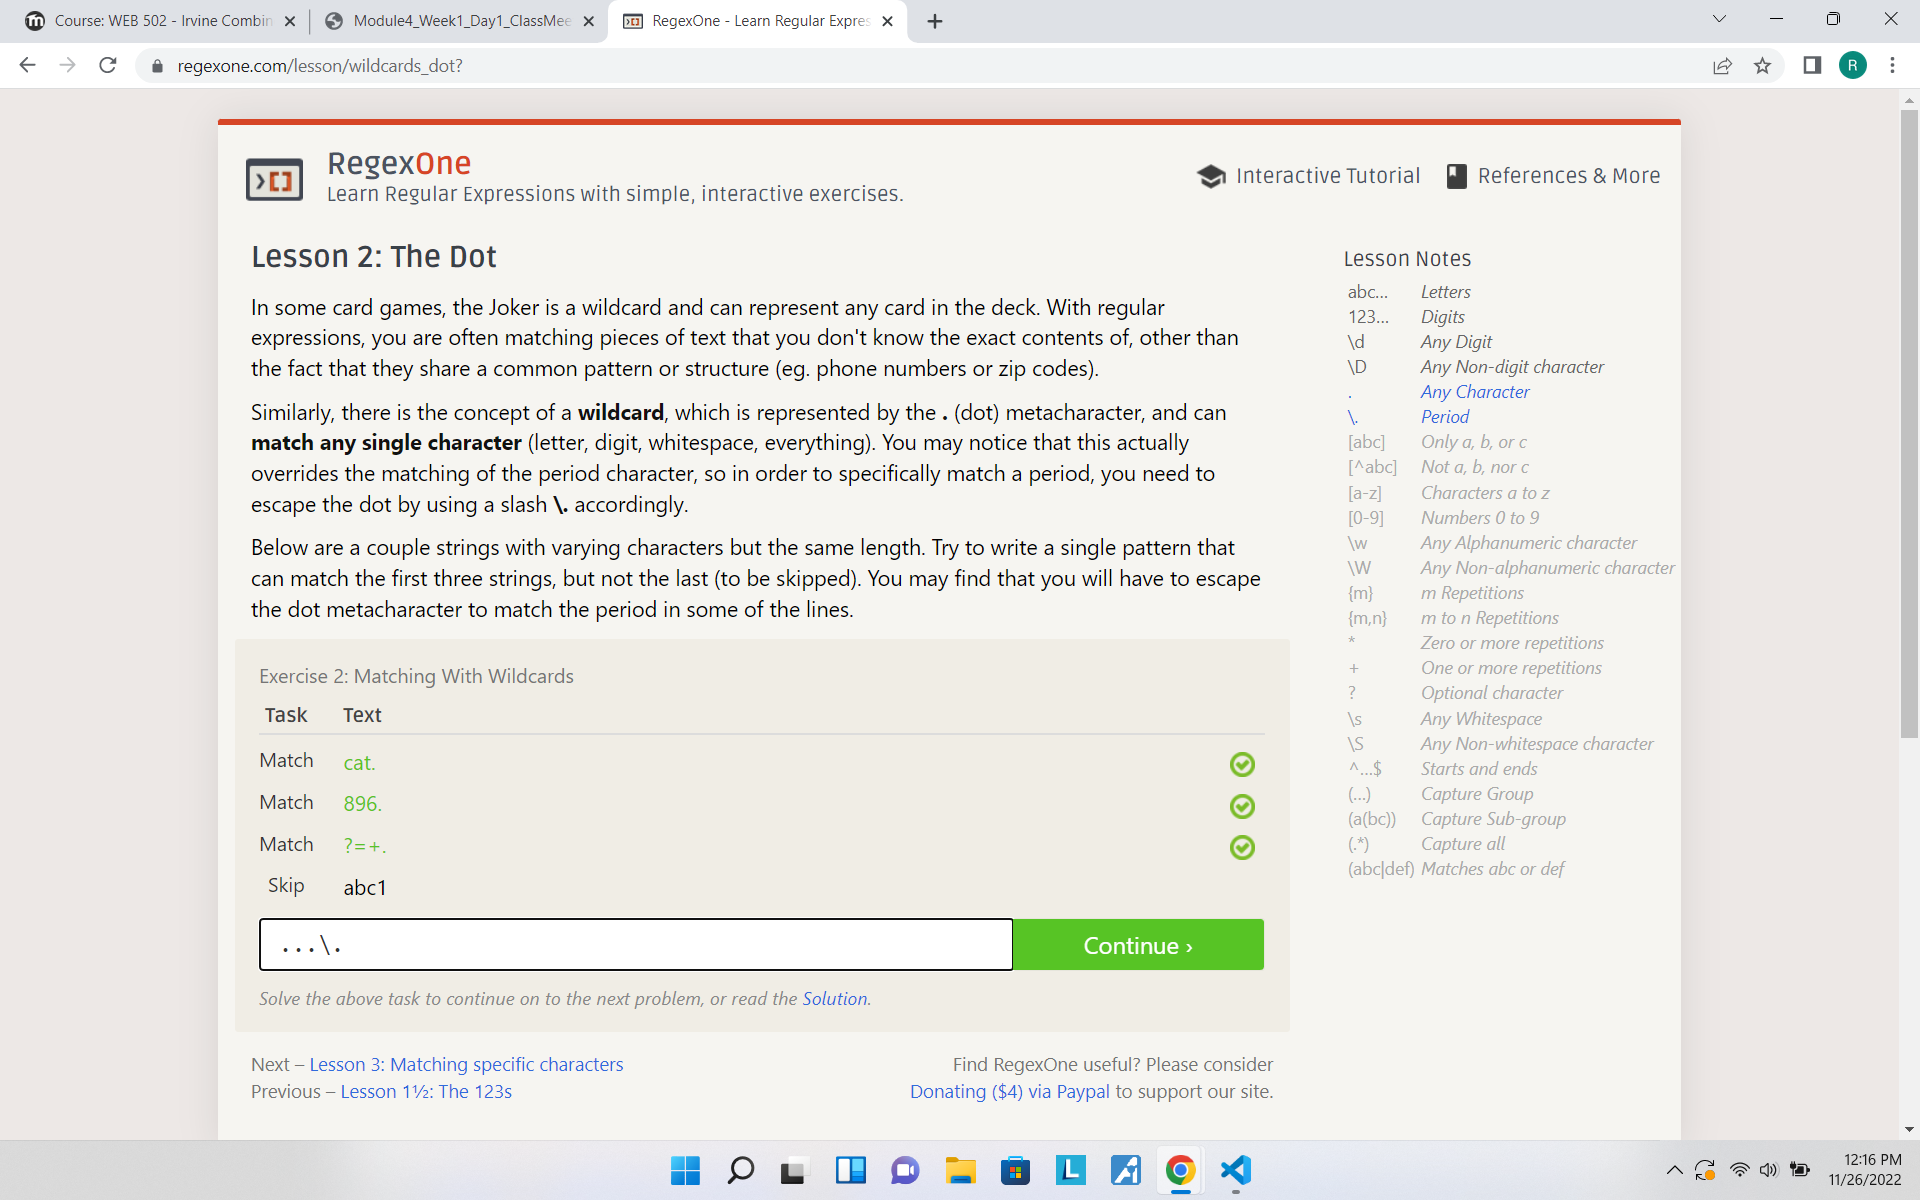 Course: WEB 502 - Irvine Combin
Module4_Week1_Day1_ClassMee
RegexOne - Learn Regular Expres
regexone.com/lesson/wildcards_dot?
R
RegexOne
Learn Regular Expressions with simple, interactive exercises.
Interactive Tutorial
References & More
Lesson 2: The Dot
In some card games, the Joker is a wildcard and can represent any card in the deck. With regular
expressions, you are often matching pieces of text that you don't know the exact contents of, other than
the fact that they share a common pattern or structure (eg. phone numbers or zip codes).
Similarly, there is the concept of a wildcard, which is represented by the . (dot) metacharacter, and can
match any single character (letter, digit, whitespace, everything). You may notice that this actually
overrides the matching of the period character, so in order to specifically match a period, you need to
escape the dot by using a slash \. accordingly.
Below are a couple strings with varying characters but the same length. Try to write a single pattern that
can match the first three strings, but not the last (to be skipped). You may find that you will have to escape
the dot metacharacter to match the period in some of the lines.
Exercise 2: Matching With Wildcards
Task Text
Match cat.
Match 896.
Match ?=+.
Skip abc1
...\.
Continue ›
Solve the above task to continue on to the next problem, or read the Solution.
Next – Lesson 3: Matching specific characters
Previous – Lesson 1½: The 123s
Find RegexOne useful? Please consider
Donating ($4) via Paypal to support our site.
Lesson Notes
abc... Letters
123... Digits
\d Any Digit
\D Any Non-digit character
. Any Character
\. Period
[abc] Only a, b, or c
[^abc] Not a, b, nor c
[a-z] Characters a to z
[0-9] Numbers 0 to 9
\w Any Alphanumeric character
\W Any Non-alphanumeric character
{m} m Repetitions
{m,n} m to n Repetitions
* Zero or more repetitions
+ One or more repetitions
? Optional character
\s Any Whitespace
\S Any Non-whitespace character
^...$ Starts and ends
(...) Capture Group
(a(bc)) Capture Sub-group
(.*) Capture all
(abc|def) Matches abc or def
12:16 PM
11/26/2022